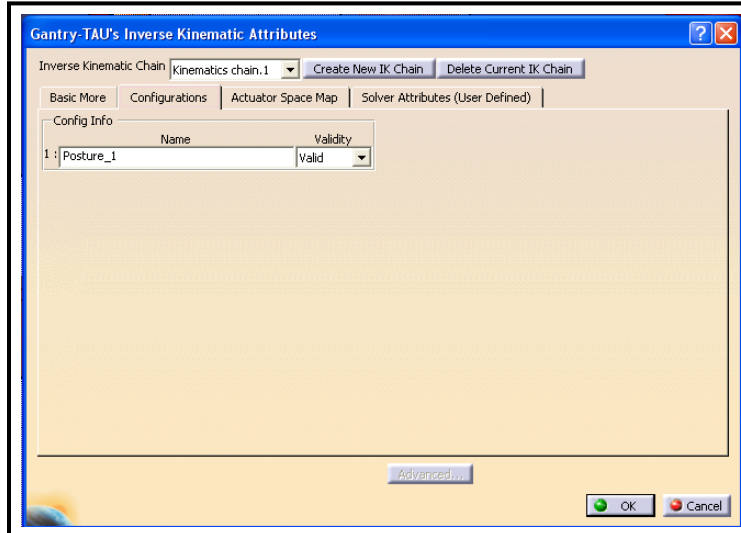 Gantry-TAU's Inverse Kinematic Attributes
Inverse Kinematic Chain Kinematics chain.1 Create New IK Chain Delete Current IK Chain
Basic More Configurations Actuator Space Map Solver Attributes (User Defined)
Config Info
Name Validity
1 : Posture_1 Valid
Advanced...
OK Cancel